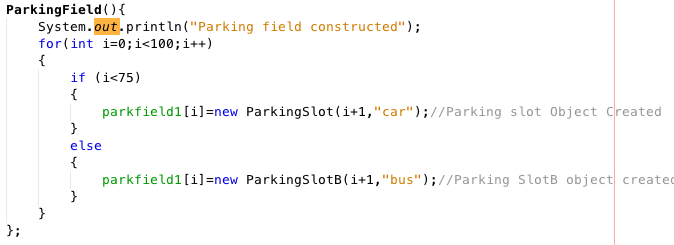 ParkingField(){
System.out.println("Parking field constructed");
for(int i=0;i<100;i++)
{
if (i<75)
{
parkfield1[i]=new ParkingSlot(i+1,"car");//Parking slot Object Created
}
else
{
parkfield1[i]=new ParkingSlotB(i+1,"bus");//Parking SlotB object created
}
}
};